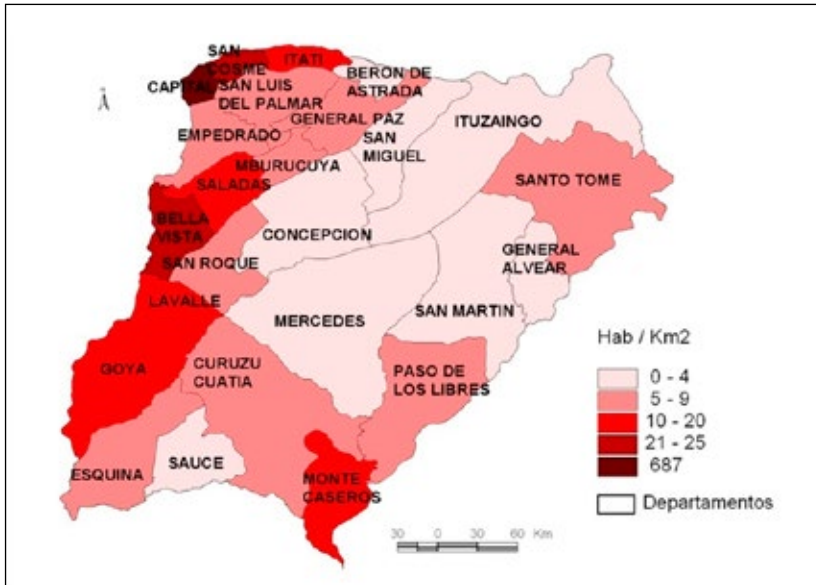 SAN
COSME
ITATI
CAPITAL
SAN LUIS
DEL PALMAR
BERON DE
ASTRADA
GENERAL PAZ
ITUZAINGO
EMPEDRADO
SAN
MIGUEL
MBURUCUYA
SALADAS
SANTO TOME
BELLA
VISTA
CONCEPCION
GENERAL
ALVEAR
SAN ROQUE
LAVALLE
MERCEDES
SAN MARTIN
GOYA
CURUZU
CUATIA
PASO DE
LOS LIBRES
ESQUINA
SAUCE
MONTE
CASEROS
Hab / Km2
0 - 4
5 - 9
10 - 20
21 - 25
687
Departamentos
30 0 30 60 Km